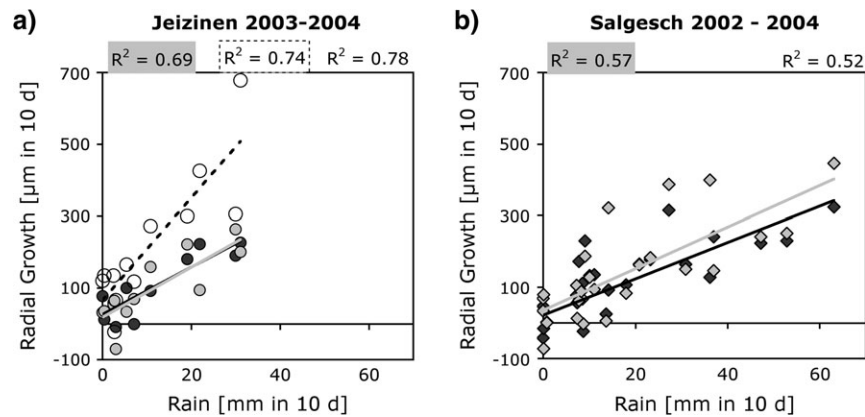 a) Jeizinen 2003-2004
R² = 0.69 R² = 0.74 R² = 0.78
700
500
300
100
-100
Radial Growth [µm in 10 d]
0 20 40 60
Rain [mm in 10 d]
b) Salgesch 2002 - 2004
R² = 0.57 R² = 0.52
700
500
300
100
-100
Radial Growth [µm in 10 d]
0 20 40 60
Rain [mm in 10 d]